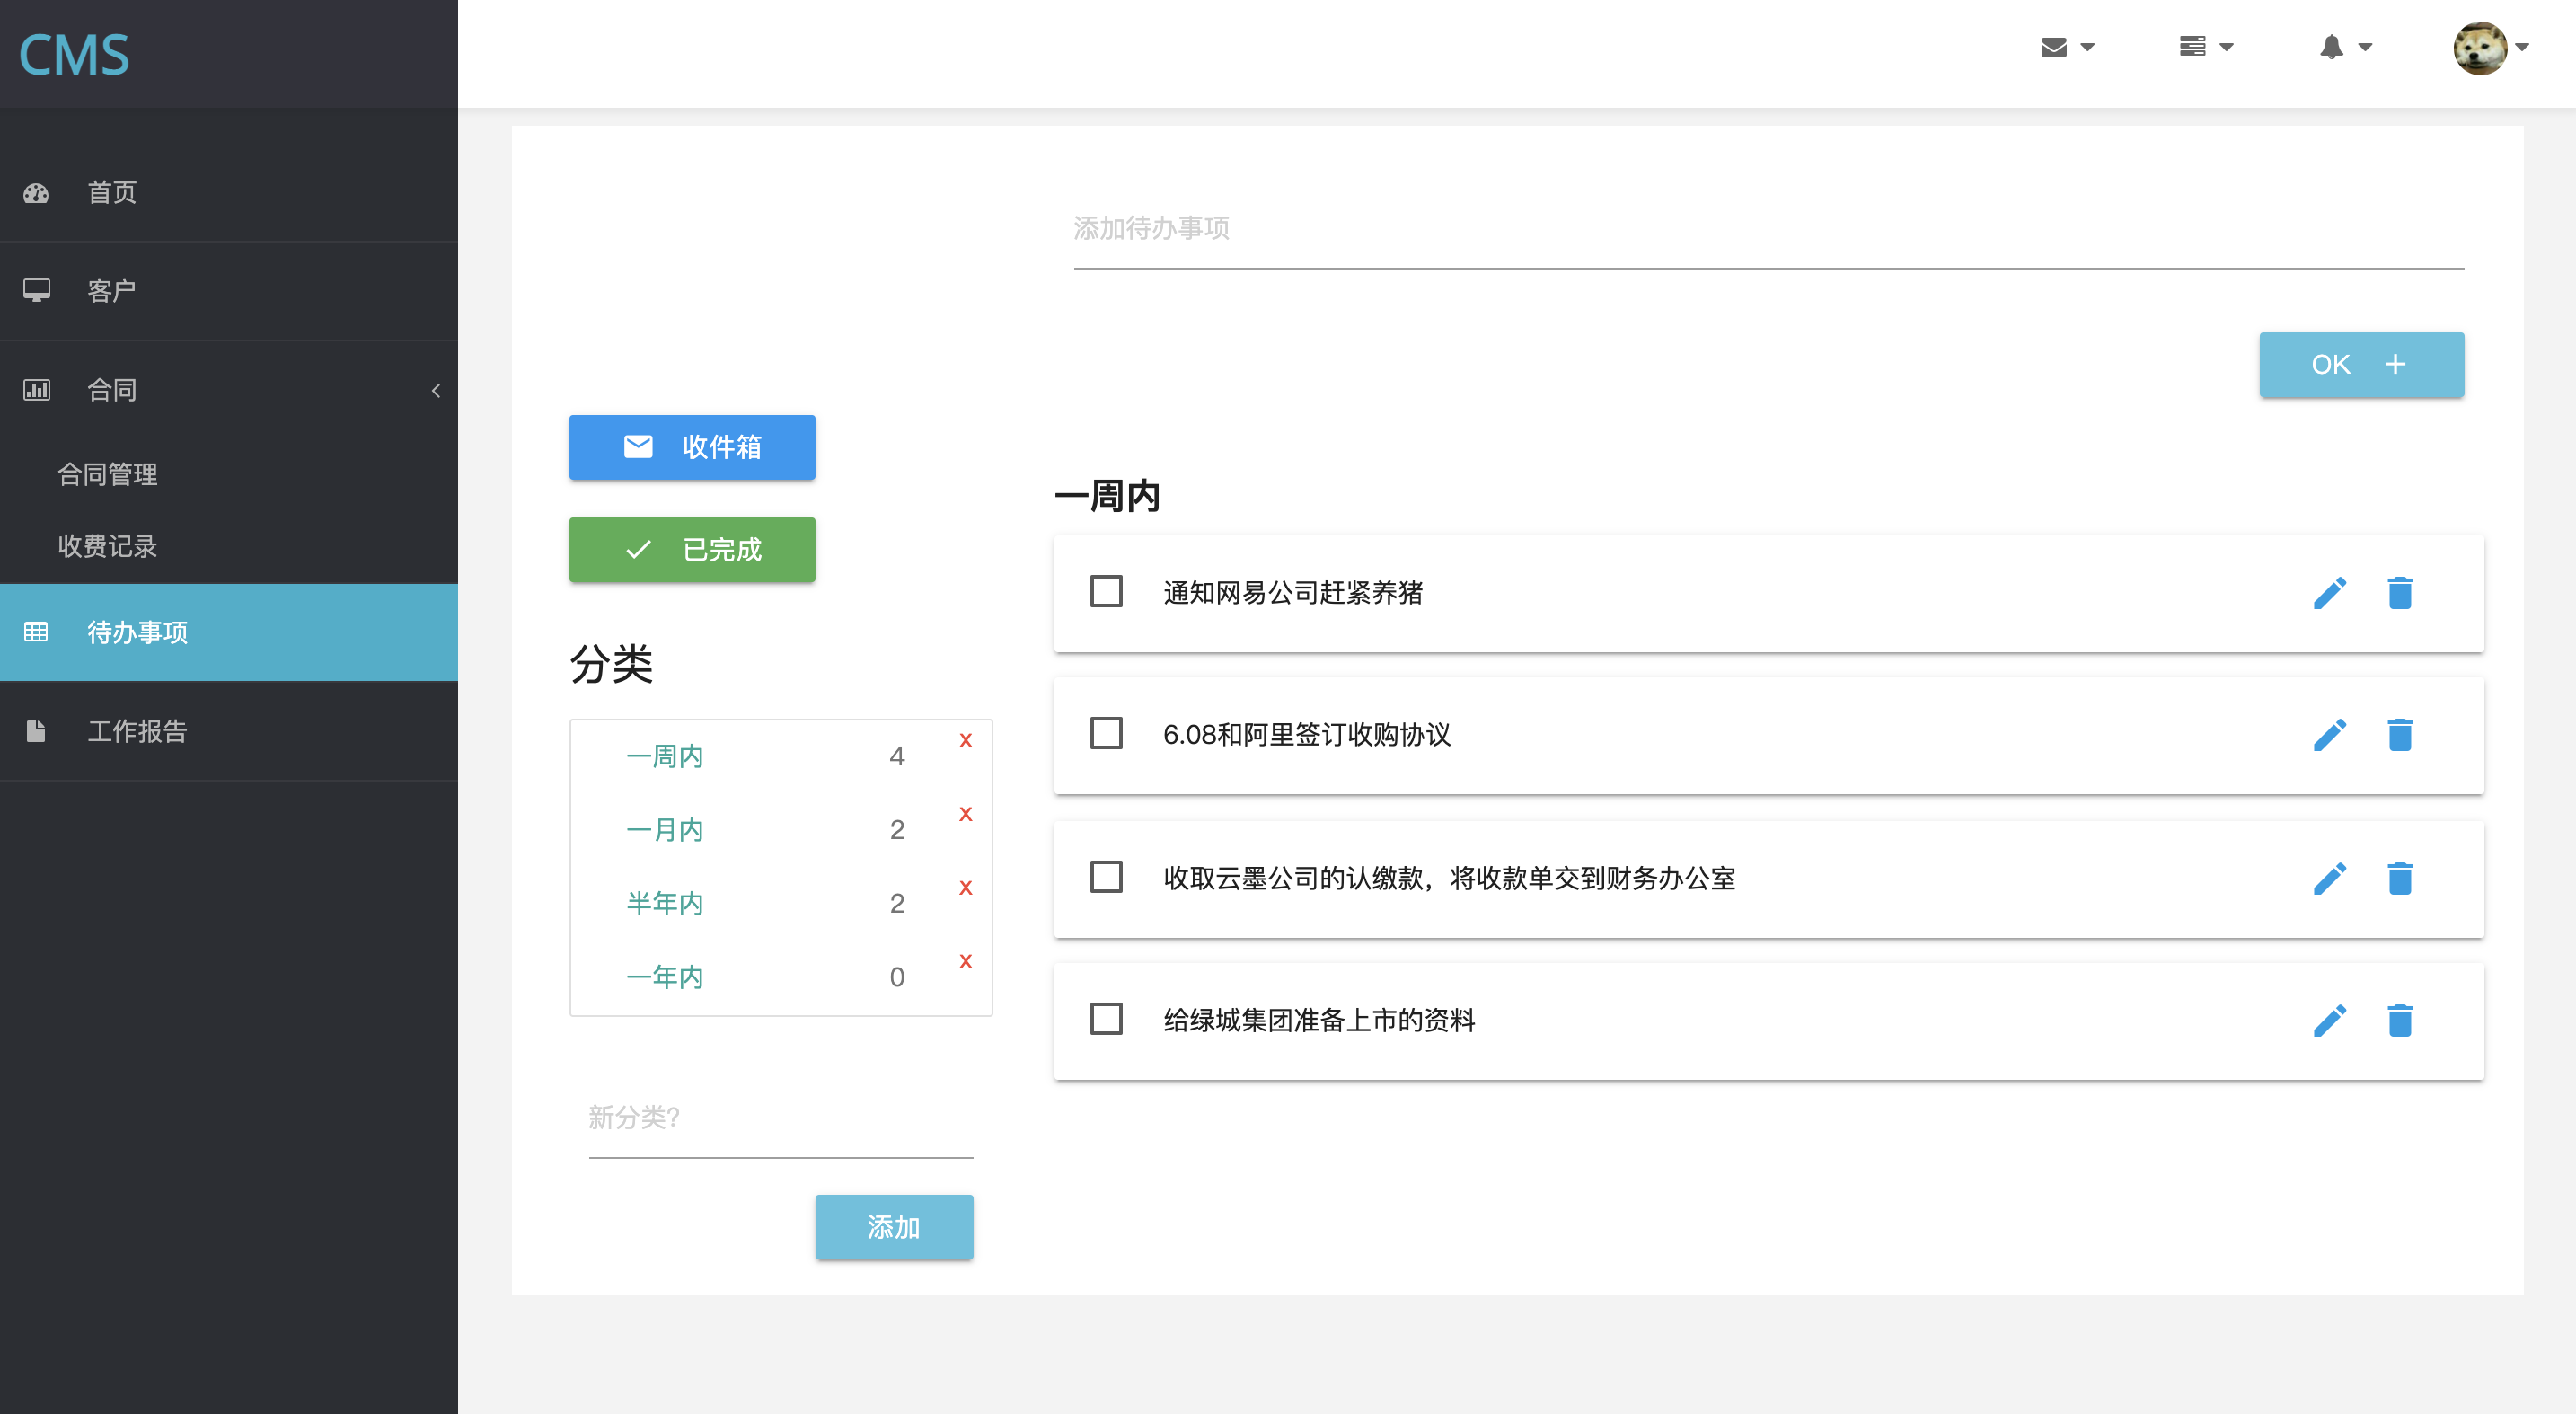 CMS
首页
客户
合同
合同管理
收费记录
待办事项
工作报告
添加待办事项
OK
收件箱
已完成
分类
一周内 4 x
一月内 2 x
半年内 2 x
一年内 0 x
新分类?
添加
一周内
通知网易公司赶紧养猪
6.08和阿里签订收购协议
收取云墨公司的认缴款，将收款单交到财务办公室
给绿城集团准备上市的资料